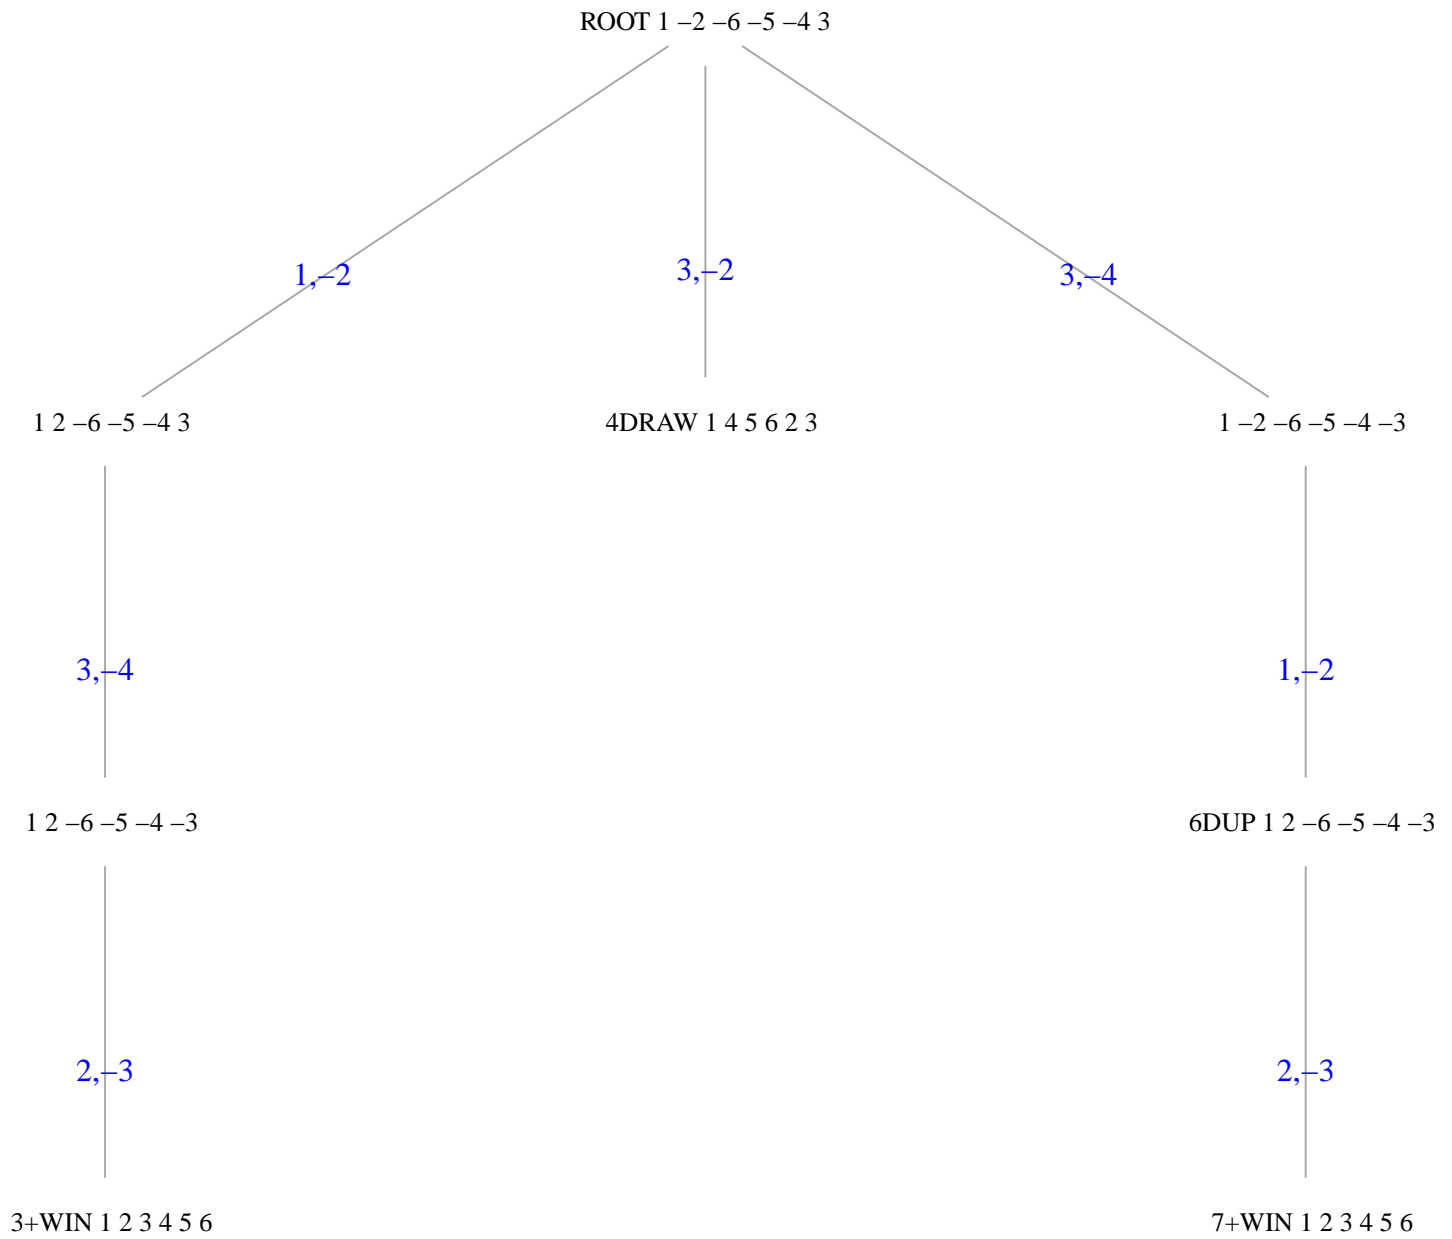 ROOT 1 –2 –6 –5 –4 3
1,–2
3,–2
3,–4
1 2 –6 –5 –4 3
4DRAW 1 4 5 6 2 3
1 –2 –6 –5 –4 –3
3,–4
1,–2
1 2 –6 –5 –4 –3
6DUP 1 2 –6 –5 –4 –3
2,–3
2,–3
3+WIN 1 2 3 4 5 6
7+WIN 1 2 3 4 5 6